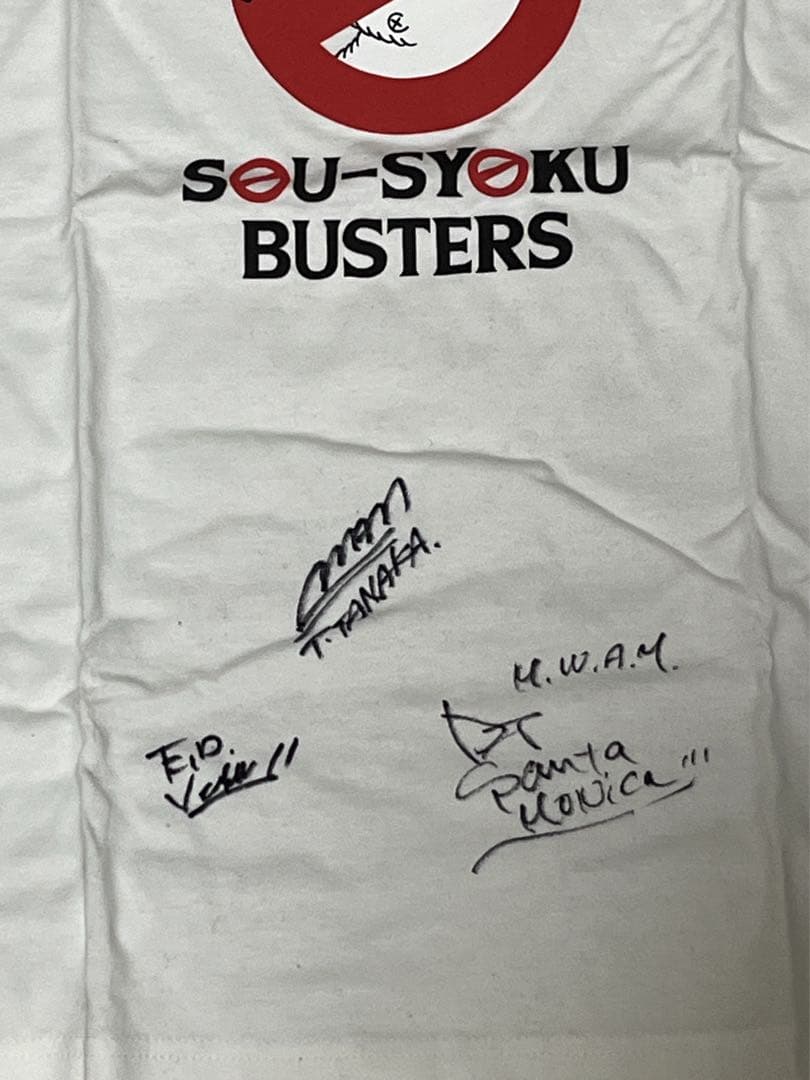 SOU-SYOKU
BUSTERS
T. TANAKA.
M.W.A.M.
E.D.
Santa
MONiCa